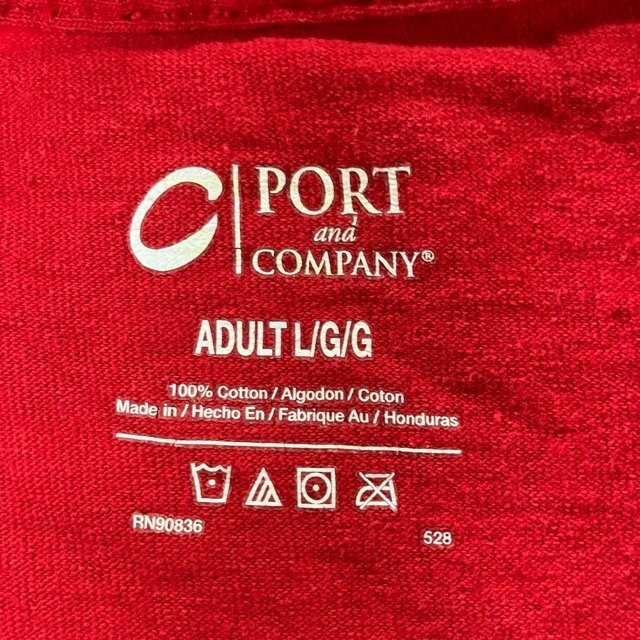 PORT
and
COMPANY®
ADULT L/G/G
100% Cotton / Algodon / Coton
Made in / Hecho En / Fabrique Au / Honduras
RN90836
528